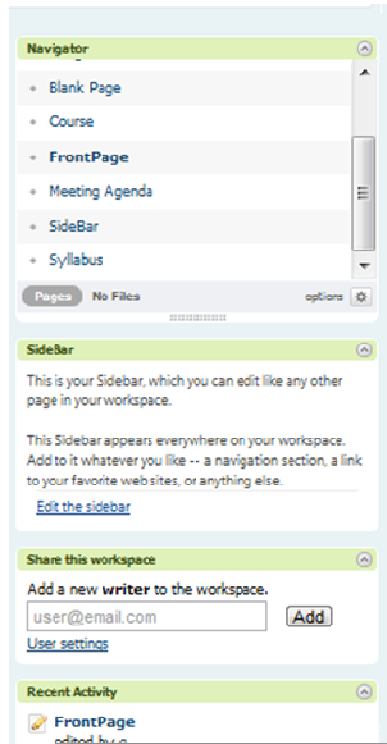 Navigator
Blank Page
Course
FrontPage
Meeting Agenda
SideBar
Syllabus
Pages No Files options
SideBar
This is your Sidebar, which you can edit like any other
page in your workspace.
This Sidebar appears everywhere on your workspace.
Add to it whatever you like -- a navigation section, a link
to your favorite web sites, or anything else.
Edit the sidebar
Share this workspace
Add a new writer to the workspace.
user@email.com Add
User settings
Recent Activity
FrontPage
edited by